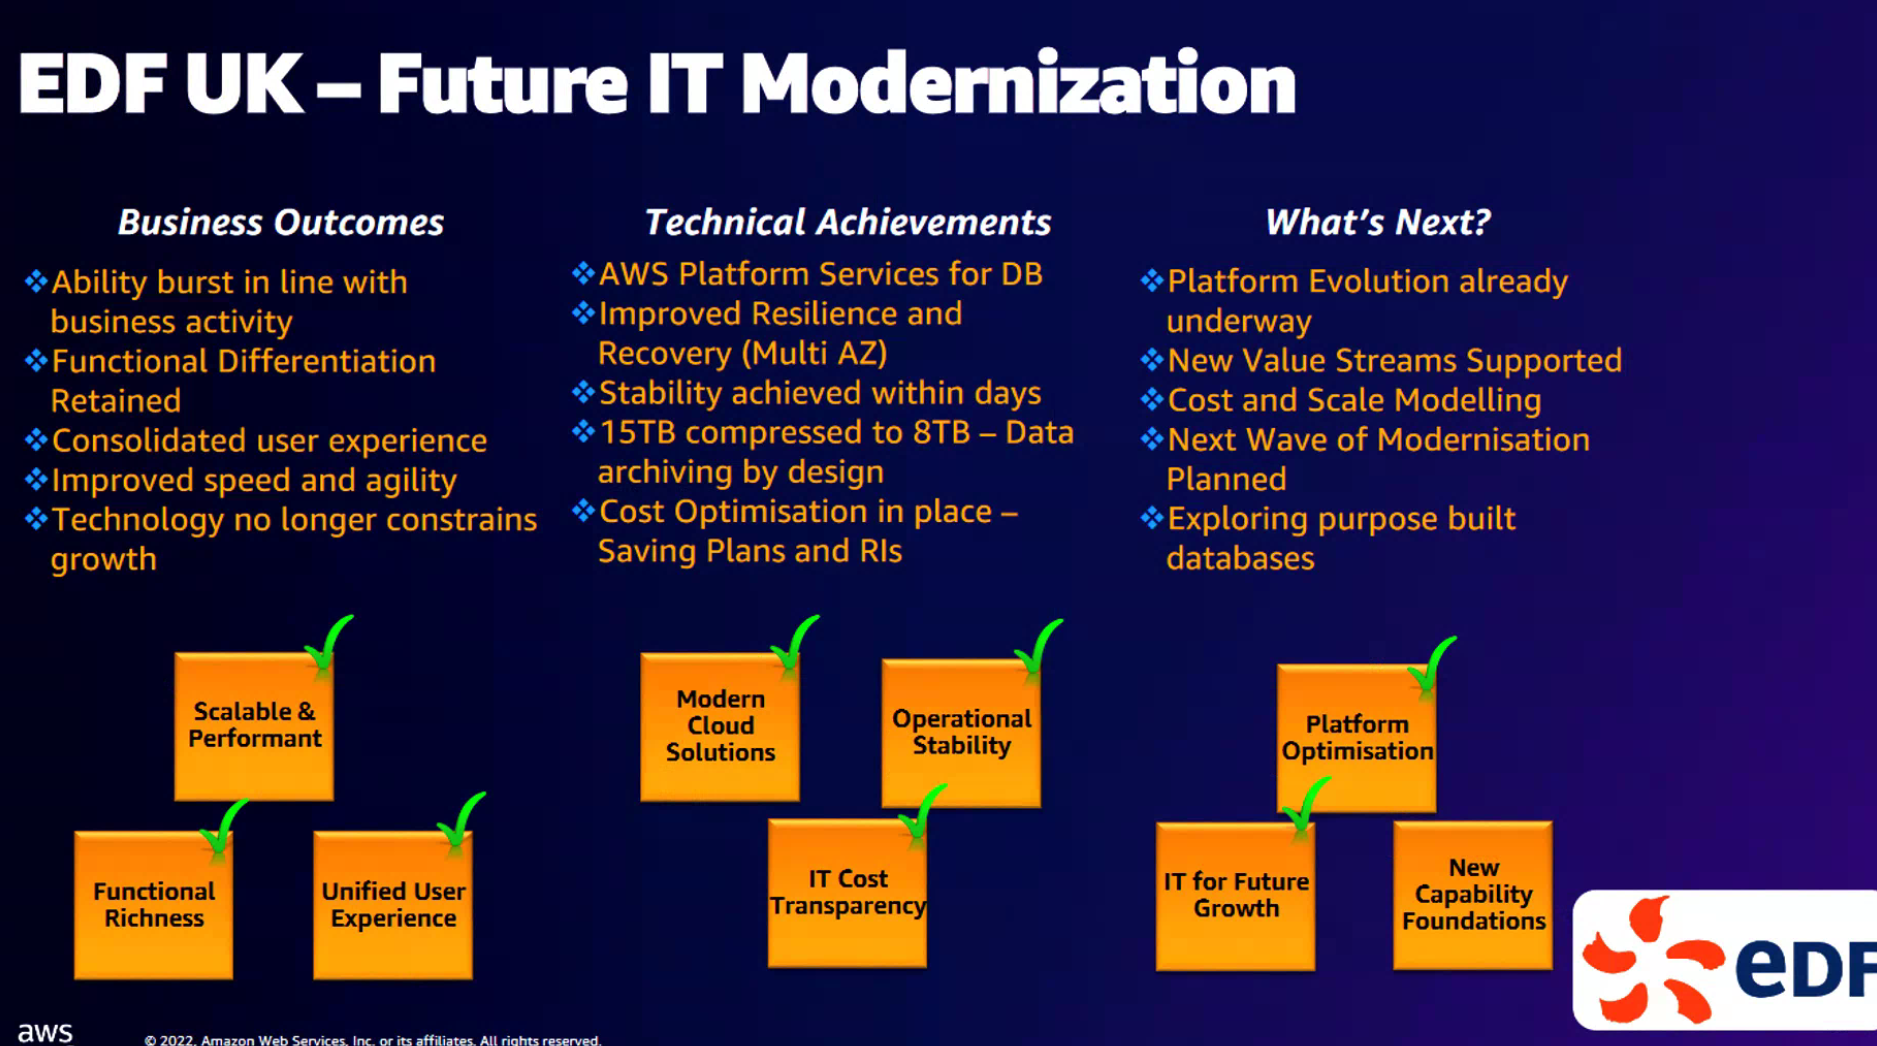 EDF UK – Future IT Modernization
Business Outcomes
❖Ability burst in line with
business activity
❖Functional Differentiation
Retained
❖Consolidated user experience
❖Improved speed and agility
❖Technology no longer constrains
growth
Technical Achievements
❖AWS Platform Services for DB
❖Improved Resilience and
Recovery (Multi AZ)
❖Stability achieved within days
❖15TB compressed to 8TB – Data
archiving by design
❖Cost Optimisation in place –
Saving Plans and RIs
What's Next?
❖Platform Evolution already
underway
❖New Value Streams Supported
❖Cost and Scale Modelling
❖Next Wave of Modernisation
Planned
❖Exploring purpose built
databases
Scalable &
Performant
Functional
Richness
Unified User
Experience
Modern
Cloud
Solutions
Operational
Stability
IT Cost
Transparency
Platform
Optimisation
IT for Future
Growth
New
Capability
Foundations
eDF
aws
© 2022, Amazon Web Services, Inc. or its affiliates. All rights reserved.